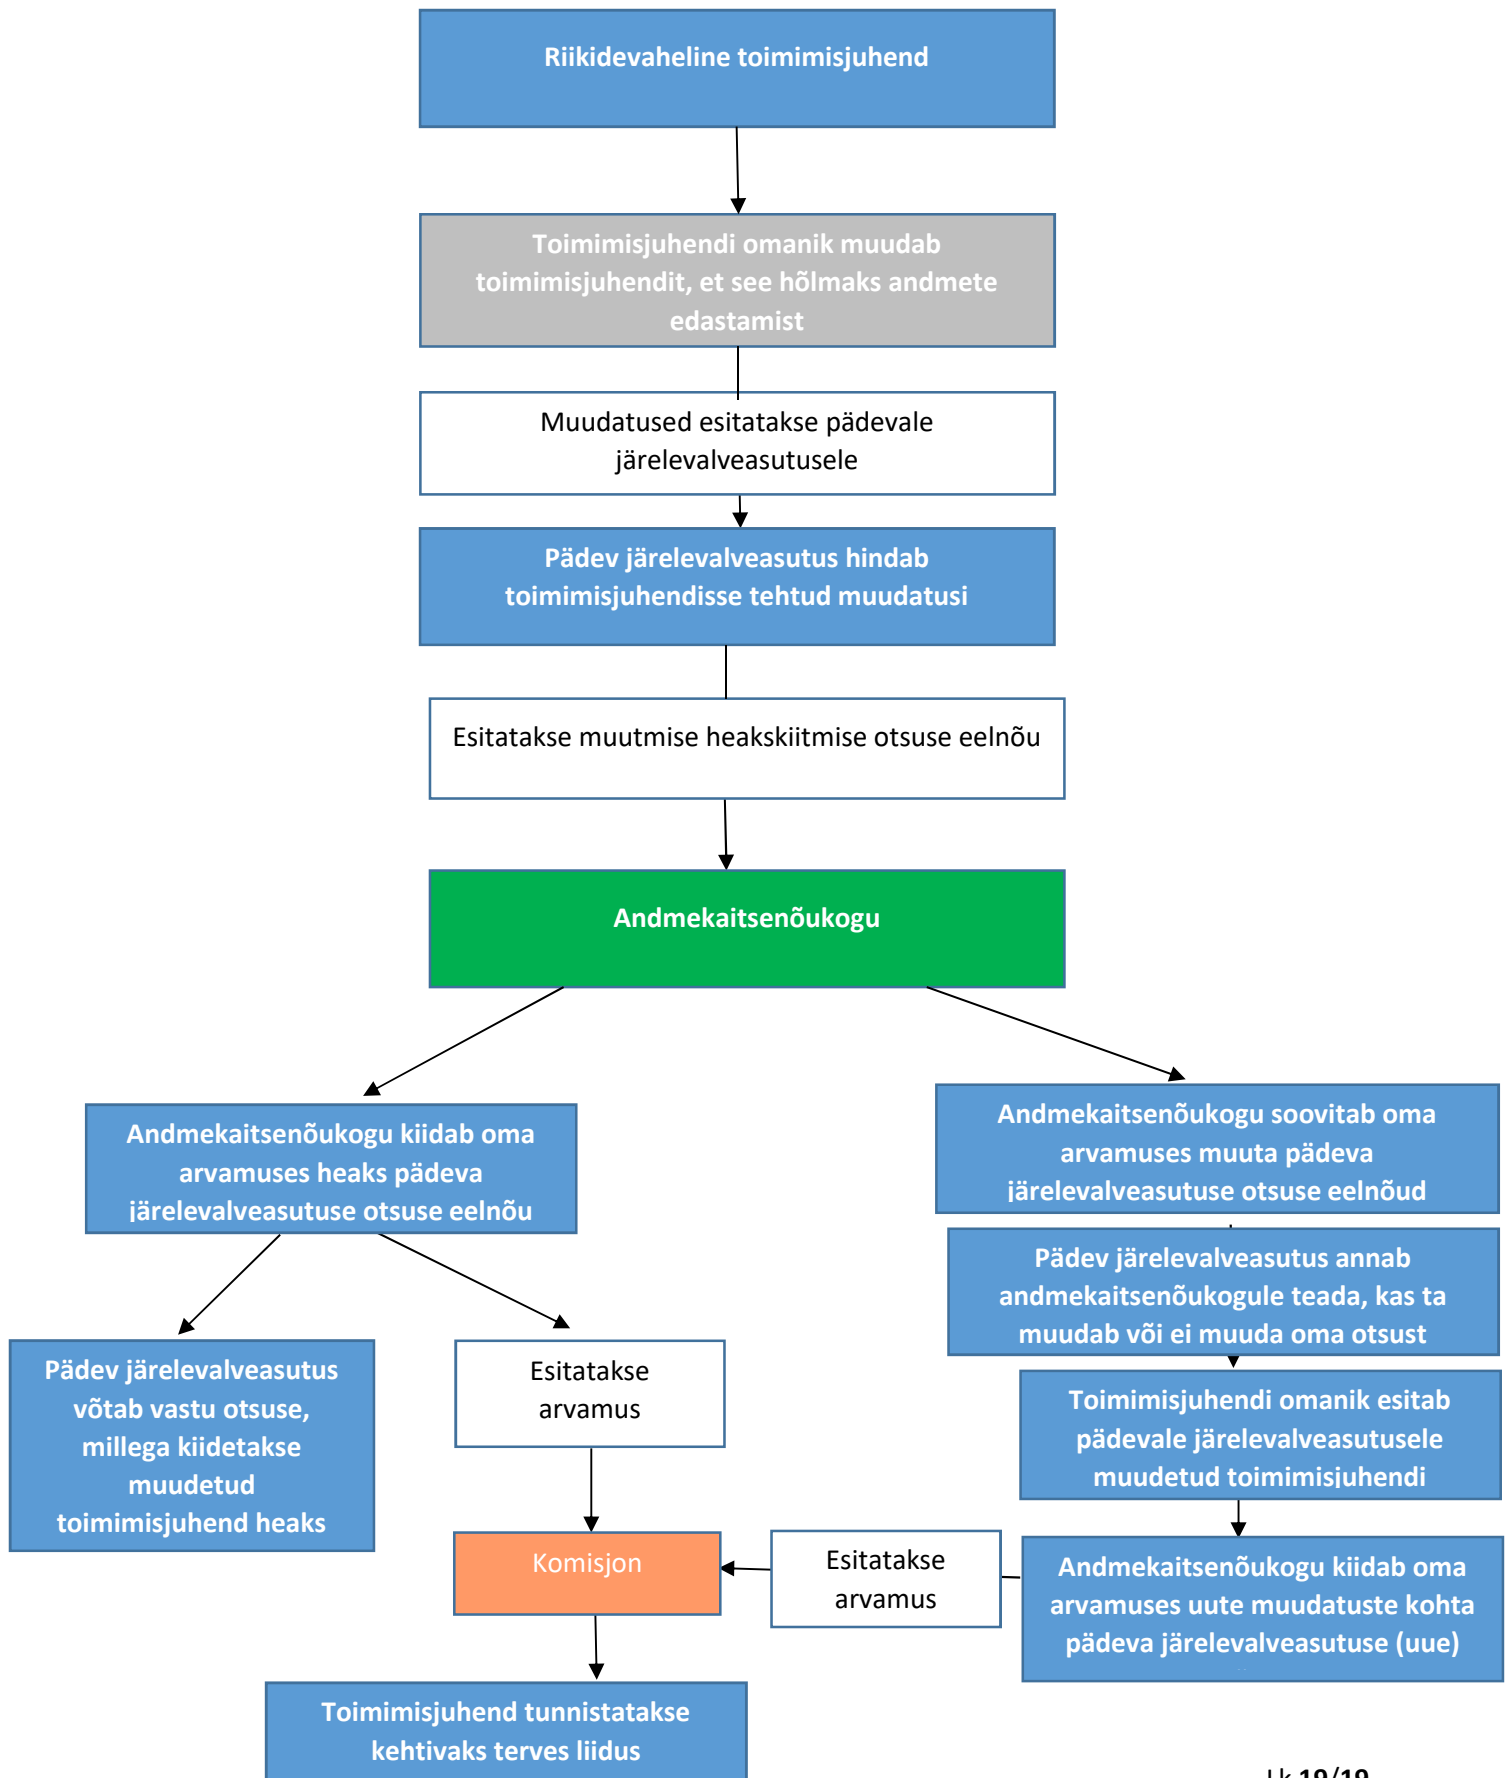 Riikidevaheline toimimisjuhend
Toimimisjuhendi omanik muudab
toimimisjuhendit, et see hõlmaks andmete
edastamist
Muudatused esitatakse pädevale
järelevalveasutusele
Pädev järelevalveasutus hindab
toimimisjuhendisse tehtud muudatusi
Esitatakse muutmise heakskiitmise otsuse eelnõu
Andmekaitsenõukogu
Andmekaitsenõukogu kiidab oma
arvamuses heaks pädeva
järelevalveasutuse otsuse eelnõu
Andmekaitsenõukogu soovitab oma
arvamuses muuta pädeva
järelevalveasutuse otsuse eelnõud
Pädev järelevalveasutus annab
andmekaitsenõukogule teada, kas ta
muudab või ei muuda oma otsust
Pädev järelevalveasutus
võtab vastu otsuse,
millega kiidetakse
muudetud
toimimisjuhend heaks
Esitatakse
arvamus
Toimimisjuhendi omanik esitab
pädevale järelevalveasutusele
muudetud toimimisjuhendi
Komisjon
Esitatakse
arvamus
Andmekaitsenõukogu kiidab oma
arvamuses uute muudatuste kohta
pädeva järelevalveasutuse (uue)
Toimimisjuhend tunnistatakse
kehtivaks terves liidus
Lk 19/19